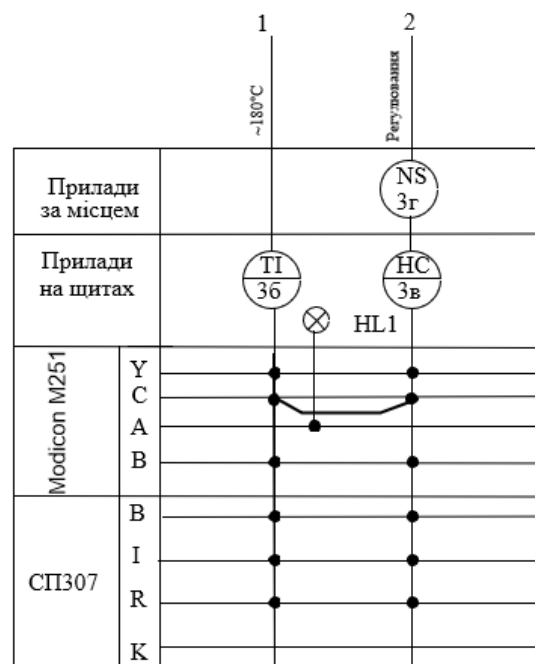 1
2
~180°C
Регулювання
Прилади
за місцем
NS
3г
Прилади
на щитах
TI
3б
HC
3в
HL1
Modicon M251
Y
C
A
B
СП307
B
I
R
K